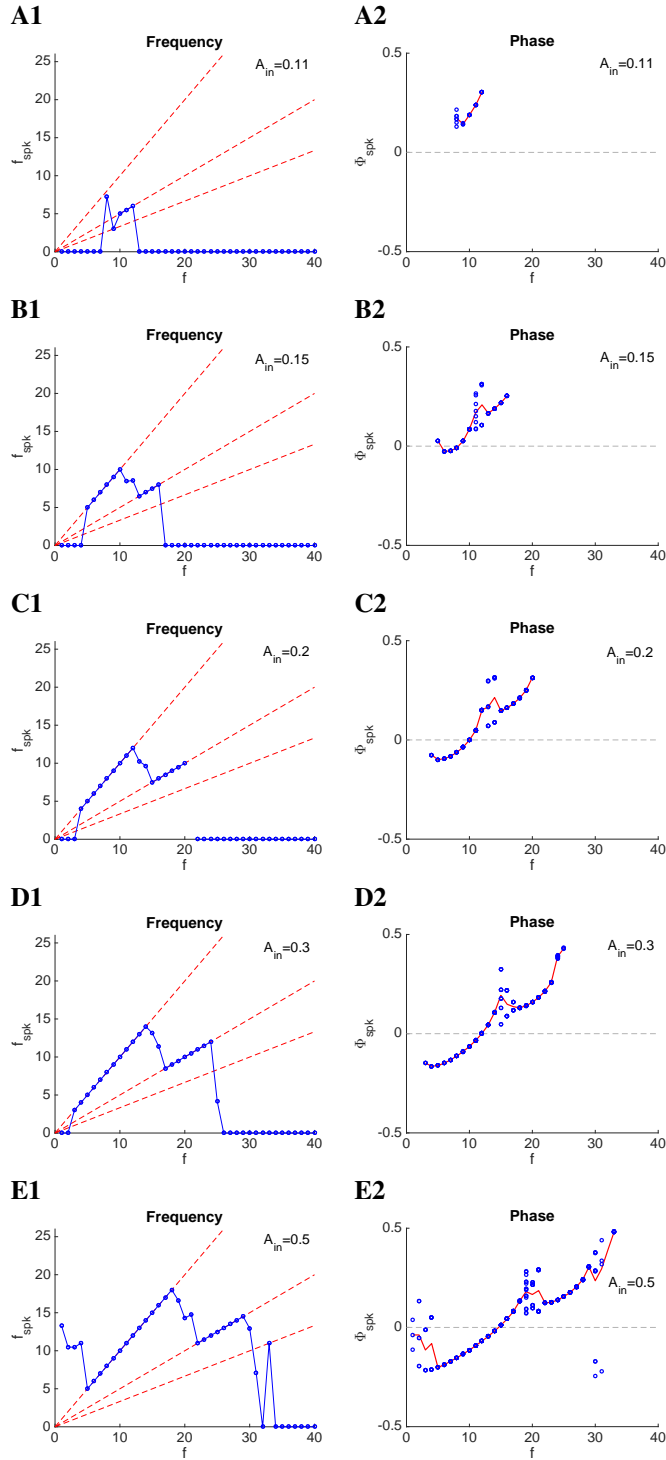 A1
A2
Frequency
Phase
A_in=0.11
A_in=0.11
f_spk
25
20
15
10
5
0
0 10 20 30 40
f
Φ_spk
0.5
0
-0.5
0 10 20 30 40
f
B1
B2
Frequency
Phase
A_in=0.15
A_in=0.15
f_spk
25
20
15
10
5
0
0 10 20 30 40
f
Φ_spk
0.5
0
-0.5
0 10 20 30 40
f
C1
C2
Frequency
Phase
A_in=0.2
A_in=0.2
f_spk
25
20
15
10
5
0
0 10 20 30 40
f
Φ_spk
0.5
0
-0.5
0 10 20 30 40
f
D1
D2
Frequency
Phase
A_in=0.3
A_in=0.3
f_spk
25
20
15
10
5
0
0 10 20 30 40
f
Φ_spk
0.5
0
-0.5
0 10 20 30 40
f
E1
E2
Frequency
Phase
A_in=0.5
A_in=0.5
f_spk
25
20
15
10
5
0
0 10 20 30 40
f
Φ_spk
0.5
0
-0.5
0 10 20 30 40
f